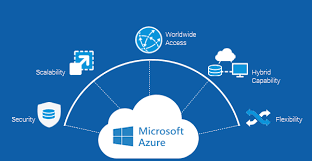 Worldwide
Access
Scalability
Hybrid
Capability
Security
Microsoft
Azure
Flexibility